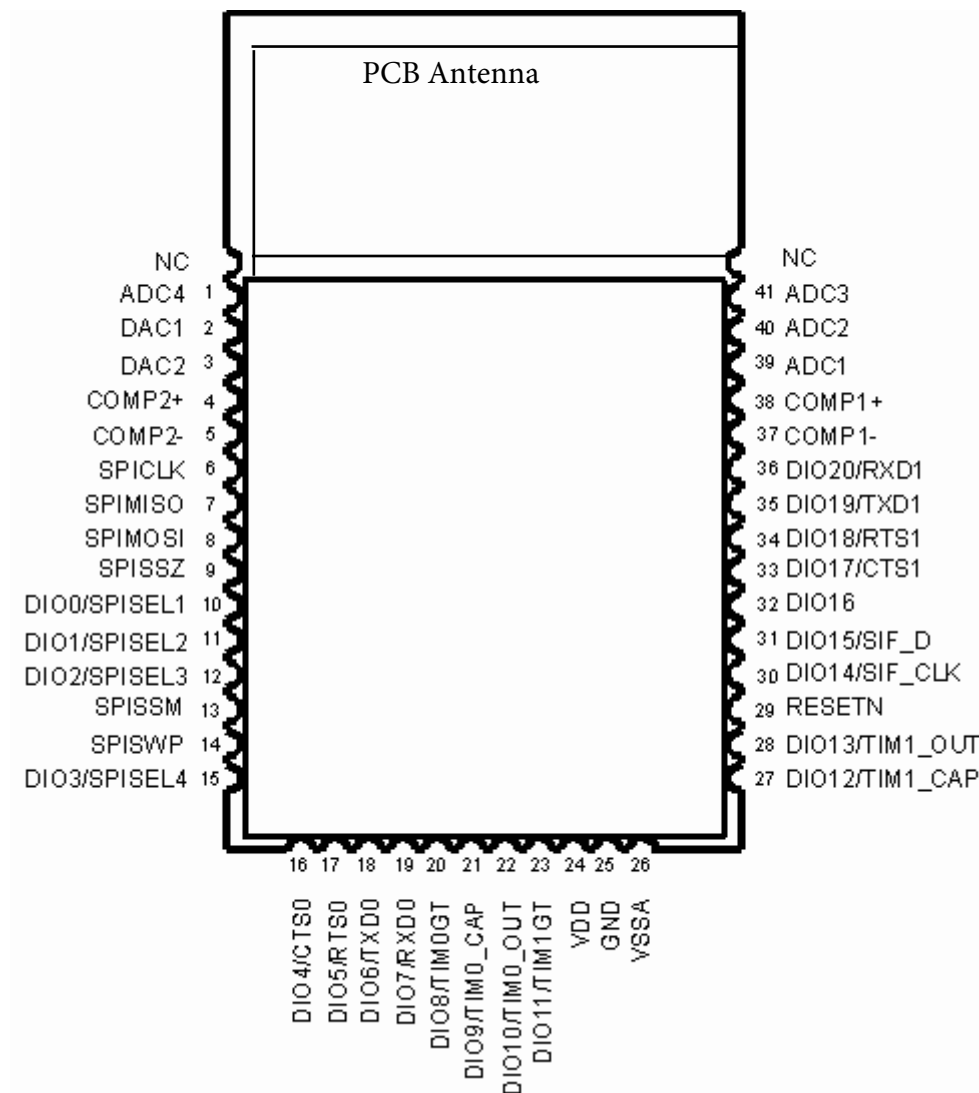 PCB Antenna
NC
ADC4 1
DAC1 2
DAC2 3
COMP2+ 4
COMP2- 5
SPICLK 6
SPIMISO 7
SPIMOSI 8
SPISSZ 9
DIO0/SPISEL1 10
DIO1/SPISEL2 11
DIO2/SPISEL3 12
SPISSM 13
SPISWP 14
DIO3/SPISEL4 15
NC
41 ADC3
40 ADC2
39 ADC1
38 COMP1+
37 COMP1-
36 DIO20/RXD1
35 DIO19/TXD1
34 DIO18/RTS1
33 DIO17/CTS1
32 DIO16
31 DIO15/SIF_D
30 DIO14/SIF_CLK
29 RESETN
28 DIO13/TIM1_OUT
27 DIO12/TIM1_CAP
16 17 18 19 20 21 22 23 24 25 26
DIO4/CTS0
DIO5/RTS0
DIO6/TXD0
DIO7/RXD0
DIO8/TIM0GT
DIO9/TIM0_CAP
DIO10/TIM0_OUT
DIO11/TIM1GT
VDD
GND
VSSA